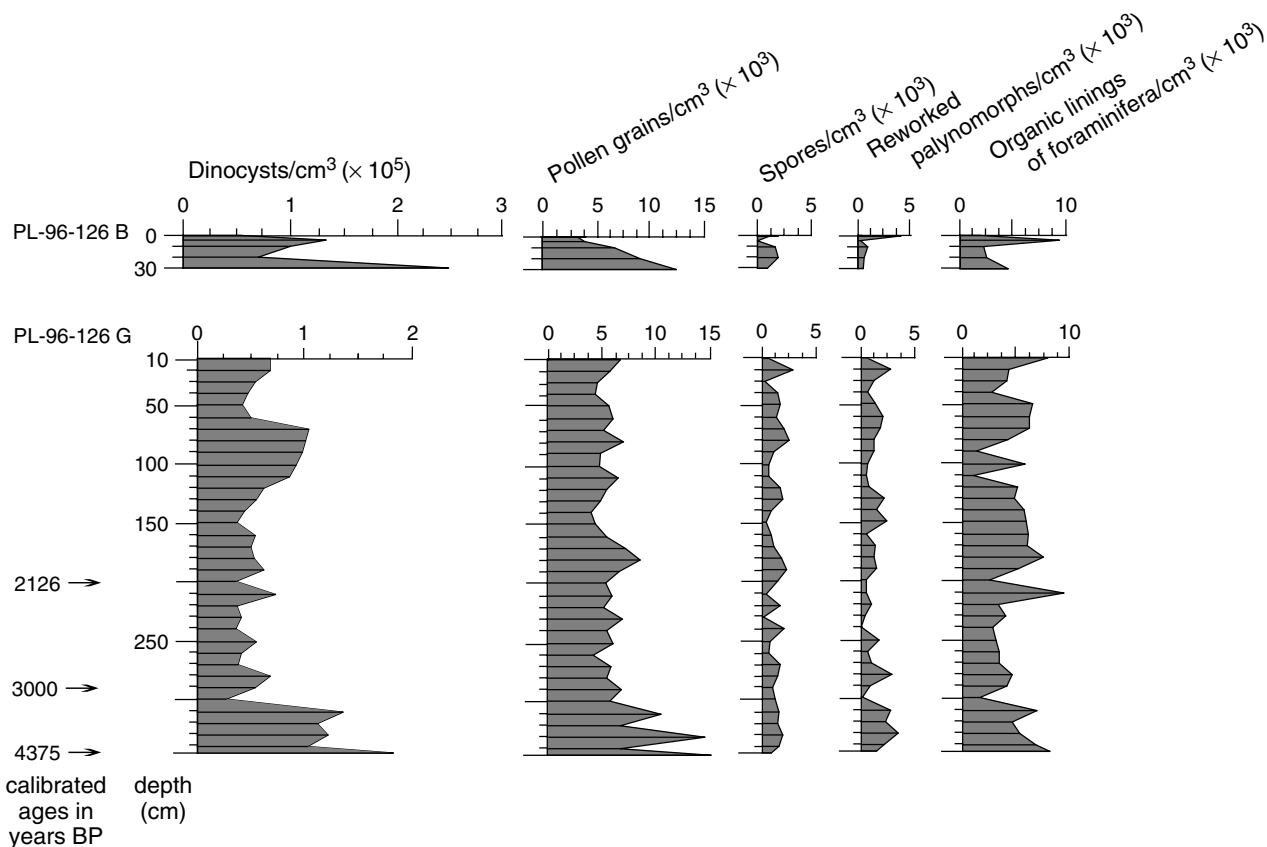 Dinocysts/cm³ (× 10⁵)
Pollen grains/cm³ (× 10³)
Spores/cm³ (× 10³)
Reworked
palynomorphs/cm³ (× 10³)
Organic linings
of foraminifera/cm³ (× 10³)
0 1 2 3
0 5 10 15
0 5
0 5
0 10
PL-96-126 B
0
30
PL-96-126 G
0 1 2
0 5 10 15
0 5
0 5
0 10
10
50
100
150
2126
250
3000
4375
calibrated
ages in
years BP
depth
(cm)